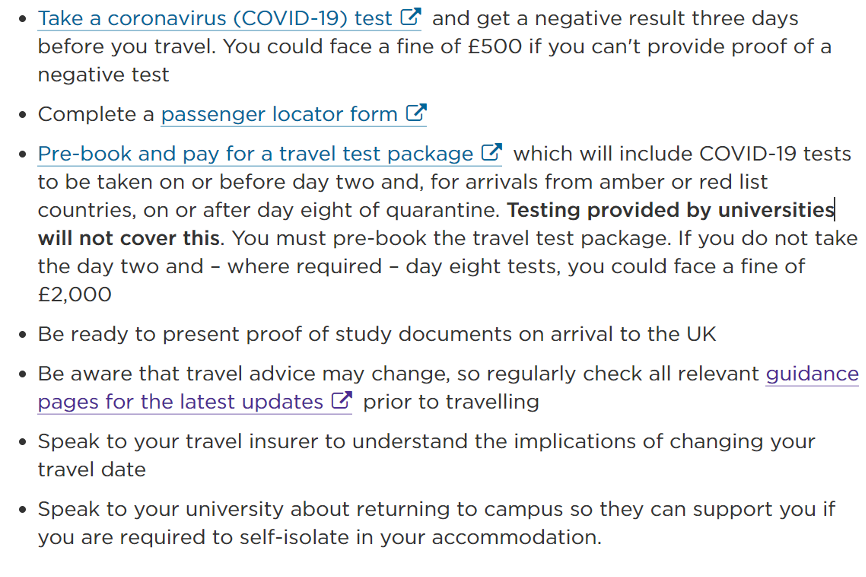 • Take a coronavirus (COVID-19) test and get a negative result three days
before you travel. You could face a fine of £500 if you can't provide proof of a
negative test
• Complete a passenger locator form
• Pre-book and pay for a travel test package which will include COVID-19 tests
to be taken on or before day two and, for arrivals from amber or red list
countries, on or after day eight of quarantine. Testing provided by universities
will not cover this. You must pre-book the travel test package. If you do not take
the day two and – where required – day eight tests, you could face a fine of
£2,000
• Be ready to present proof of study documents on arrival to the UK
• Be aware that travel advice may change, so regularly check all relevant guidance
pages for the latest updates prior to travelling
• Speak to your travel insurer to understand the implications of changing your
travel date
• Speak to your university about returning to campus so they can support you if
you are required to self-isolate in your accommodation.